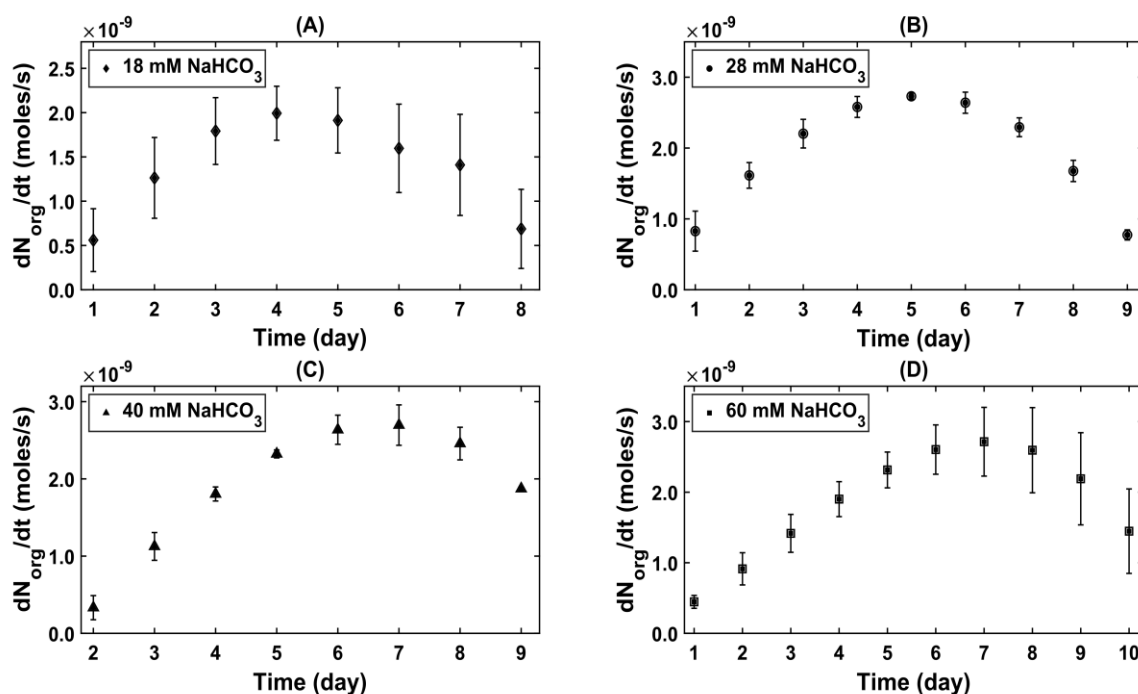 (A)
×10⁻⁹
18 mM NaHCO₃
dN_org/dt (moles/s)
2.5
2.0
1.5
1.0
0.5
0.0
1 2 3 4 5 6 7 8
Time (day)
(B)
×10⁻⁹
28 mM NaHCO₃
dN_org/dt (moles/s)
3.0
2.0
1.0
0.0
1 2 3 4 5 6 7 8 9
Time (day)
(C)
×10⁻⁹
40 mM NaHCO₃
dN_org/dt (moles/s)
3.0
2.0
1.0
0.0
2 3 4 5 6 7 8 9
Time (day)
(D)
×10⁻⁹
60 mM NaHCO₃
dN_org/dt (moles/s)
3.0
2.0
1.0
0.0
1 2 3 4 5 6 7 8 9 10
Time (day)